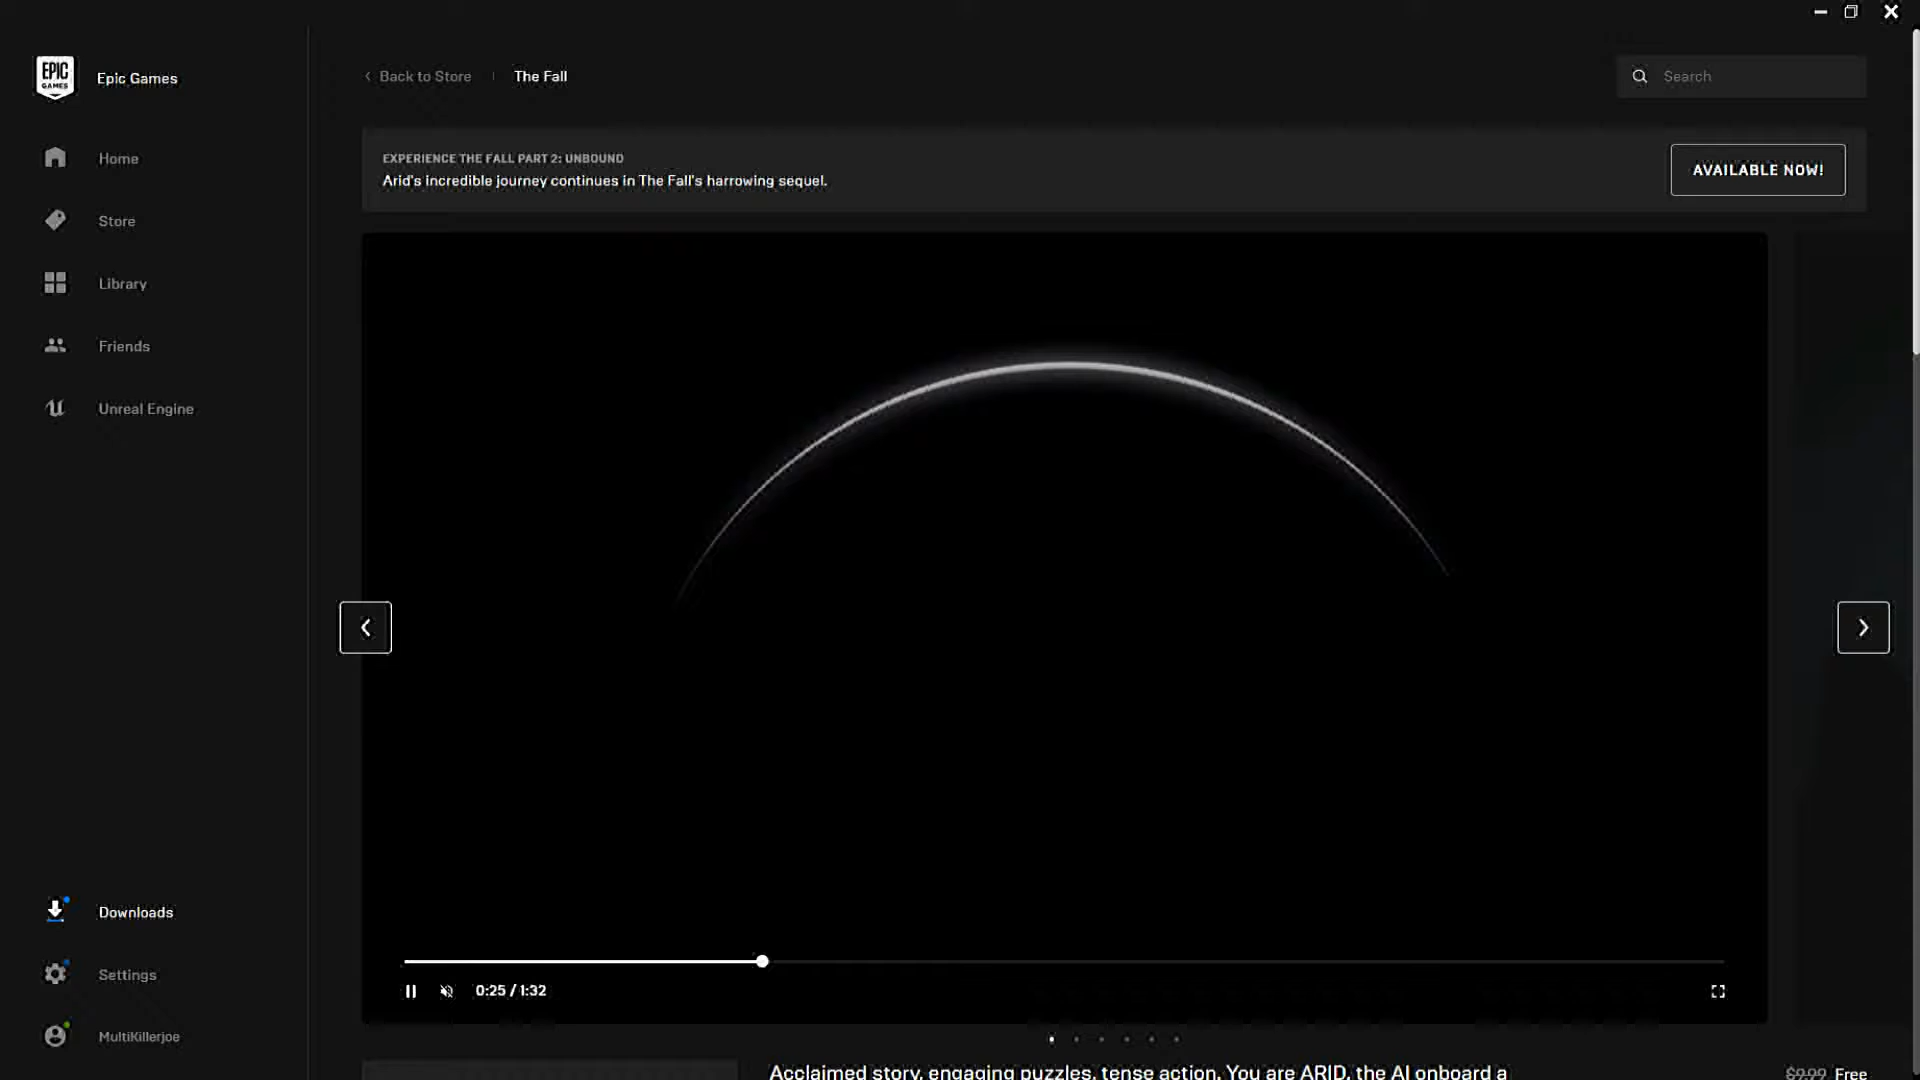 EPIC
GAMES
Epic Games
Home
Store
Library
Friends
Unreal Engine
Downloads
Settings
MultiKillerjoe
Back to Store
The Fall
Search
EXPERIENCE THE FALL PART 2: UNBOUND
Arid's incredible journey continues in The Fall's harrowing sequel.
AVAILABLE NOW!
0:25 / 1:32
Acclaimed story, engaging puzzles, tense action. You are ARID, the AI onboard a
$9.99 Free